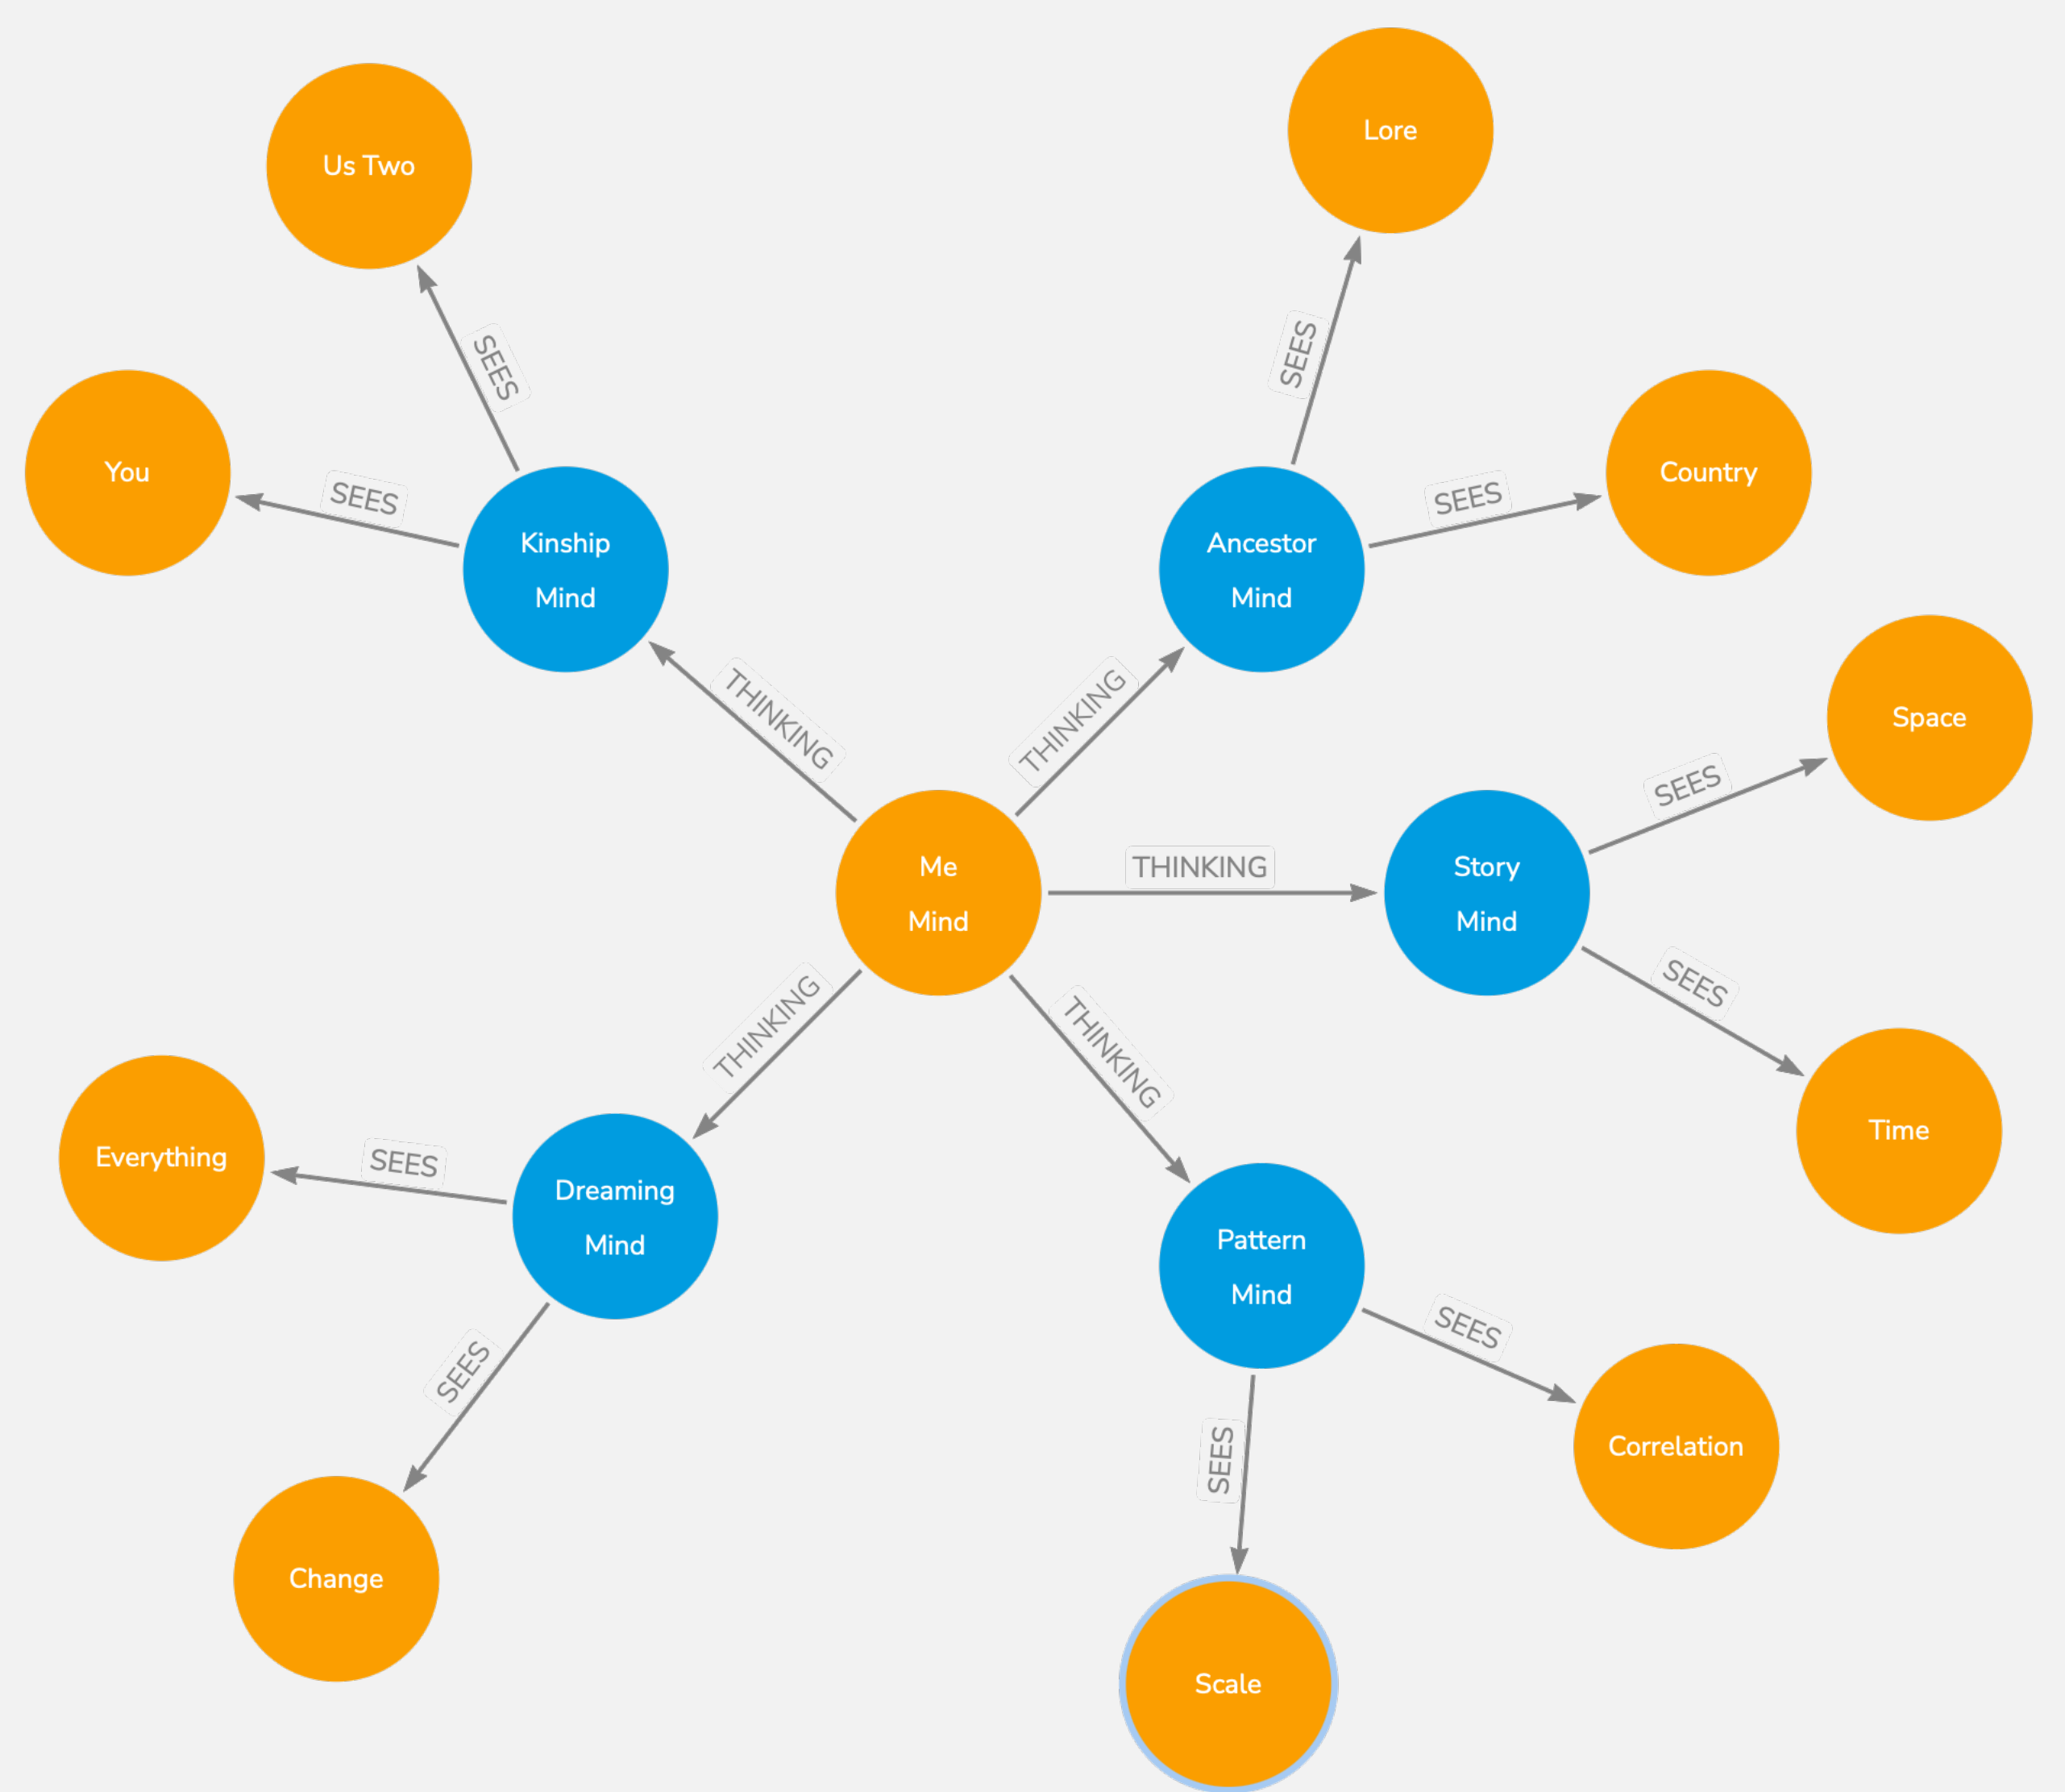 Lore
Us Two
SEES
SEES
You
SEES
SEES
Country
Kinship
Mind
Ancestor
Mind
THINKING
THINKING
Space
SEES
Me
Mind
THINKING
Story
Mind
THINKING
THINKING
SEES
Time
Everything
SEES
Dreaming
Mind
Pattern
Mind
SEES
SEES
SEES
Correlation
Change
Scale